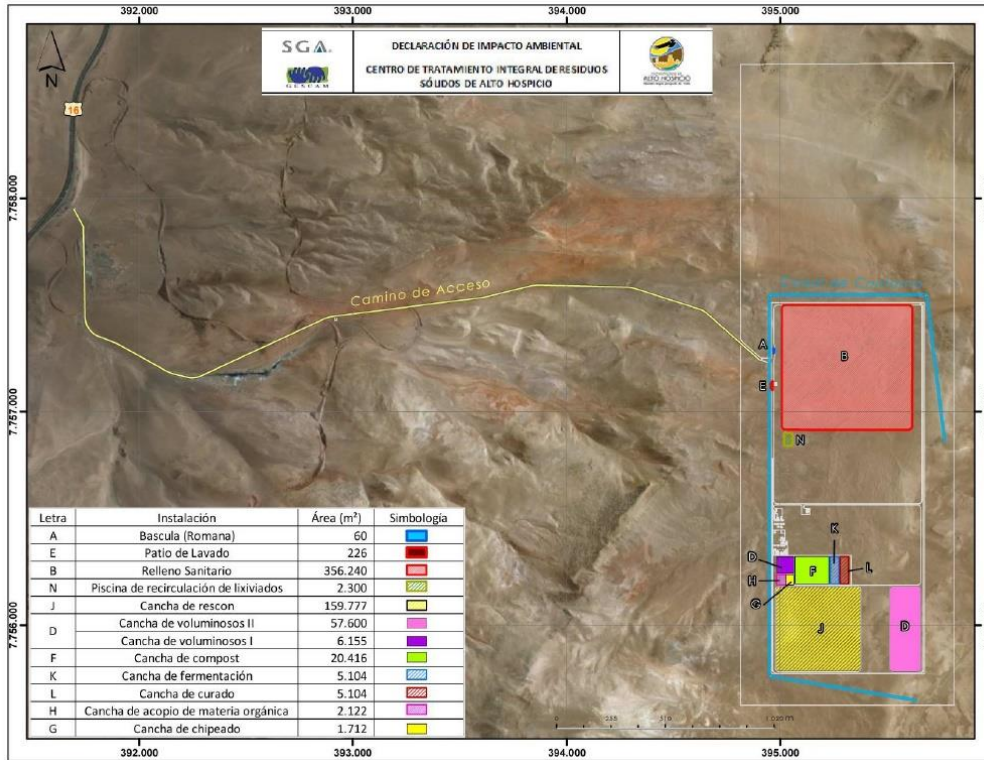 392.000 393.000 394.000 395.000
N
16
SGA.
GESCAM
DECLARACIÓN DE IMPACTO AMBIENTAL
CENTRO DE TRATAMIENTO INTEGRAL DE RESIDUOS
SÓLIDOS DE ALTO HOSPICIO
ALTO HOSPICIO
7.758.000
7.757.000
7.756.000
Camino de Acceso
A
B
E
N
K
D
F
L
H
G
J
D
Letra Instalación Área (m²) Simbología
A Bascula (Romana) 60
E Patio de Lavado 226
B Relleno Sanitario 356.240
N Piscina de recirculación de lixiviados 2.300
J Cancha de rescon 159.777
D Cancha de voluminosos II 57.600
Cancha de voluminosos I 6.155
F Cancha de compost 20.416
K Cancha de fermentación 5.104
L Cancha de curado 5.104
H Cancha de acopio de materia orgánica 2.122
G Cancha de chipeado 1.712
392.000 393.000 394.000 395.000